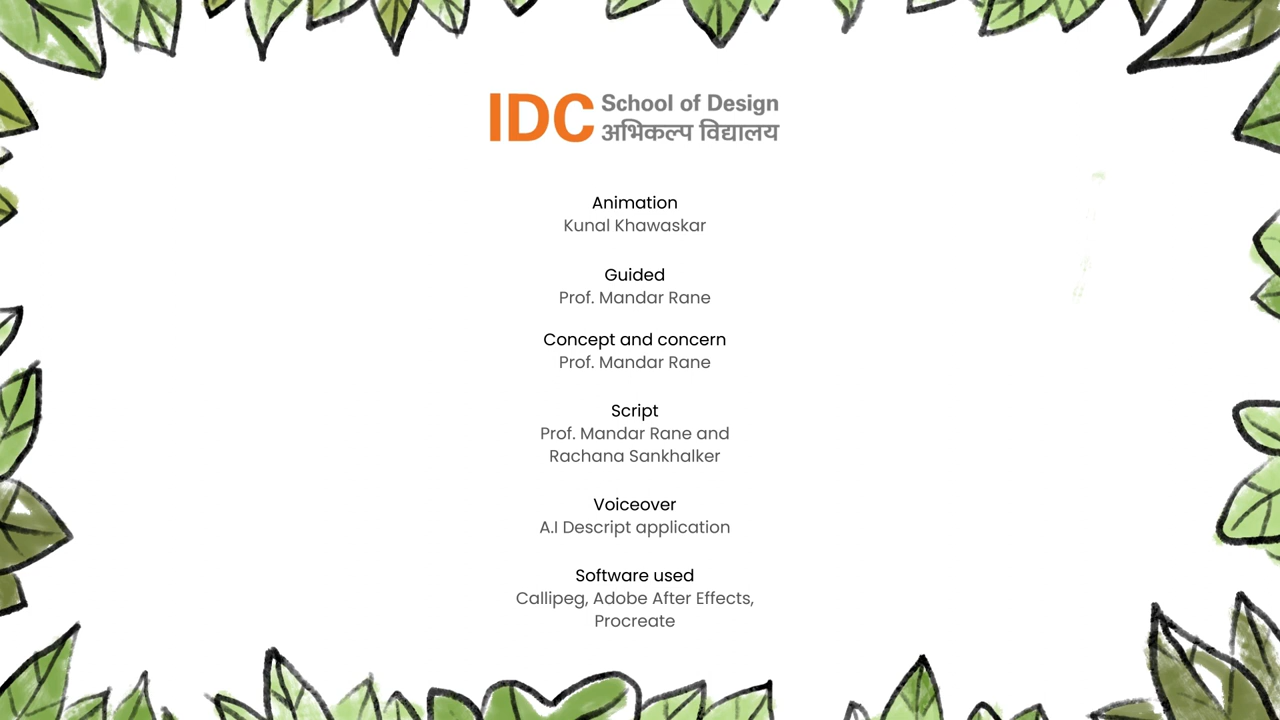 IDC School of Design
अभिकल्प विद्यालय
Animation
Kunal Khawaskar
Guided
Prof. Mandar Rane
Concept and concern
Prof. Mandar Rane
Script
Prof. Mandar Rane and
Rachana Sankhalker
Voiceover
A.I Descript application
Software used
Callipeg, Adobe After Effects,
Procreate